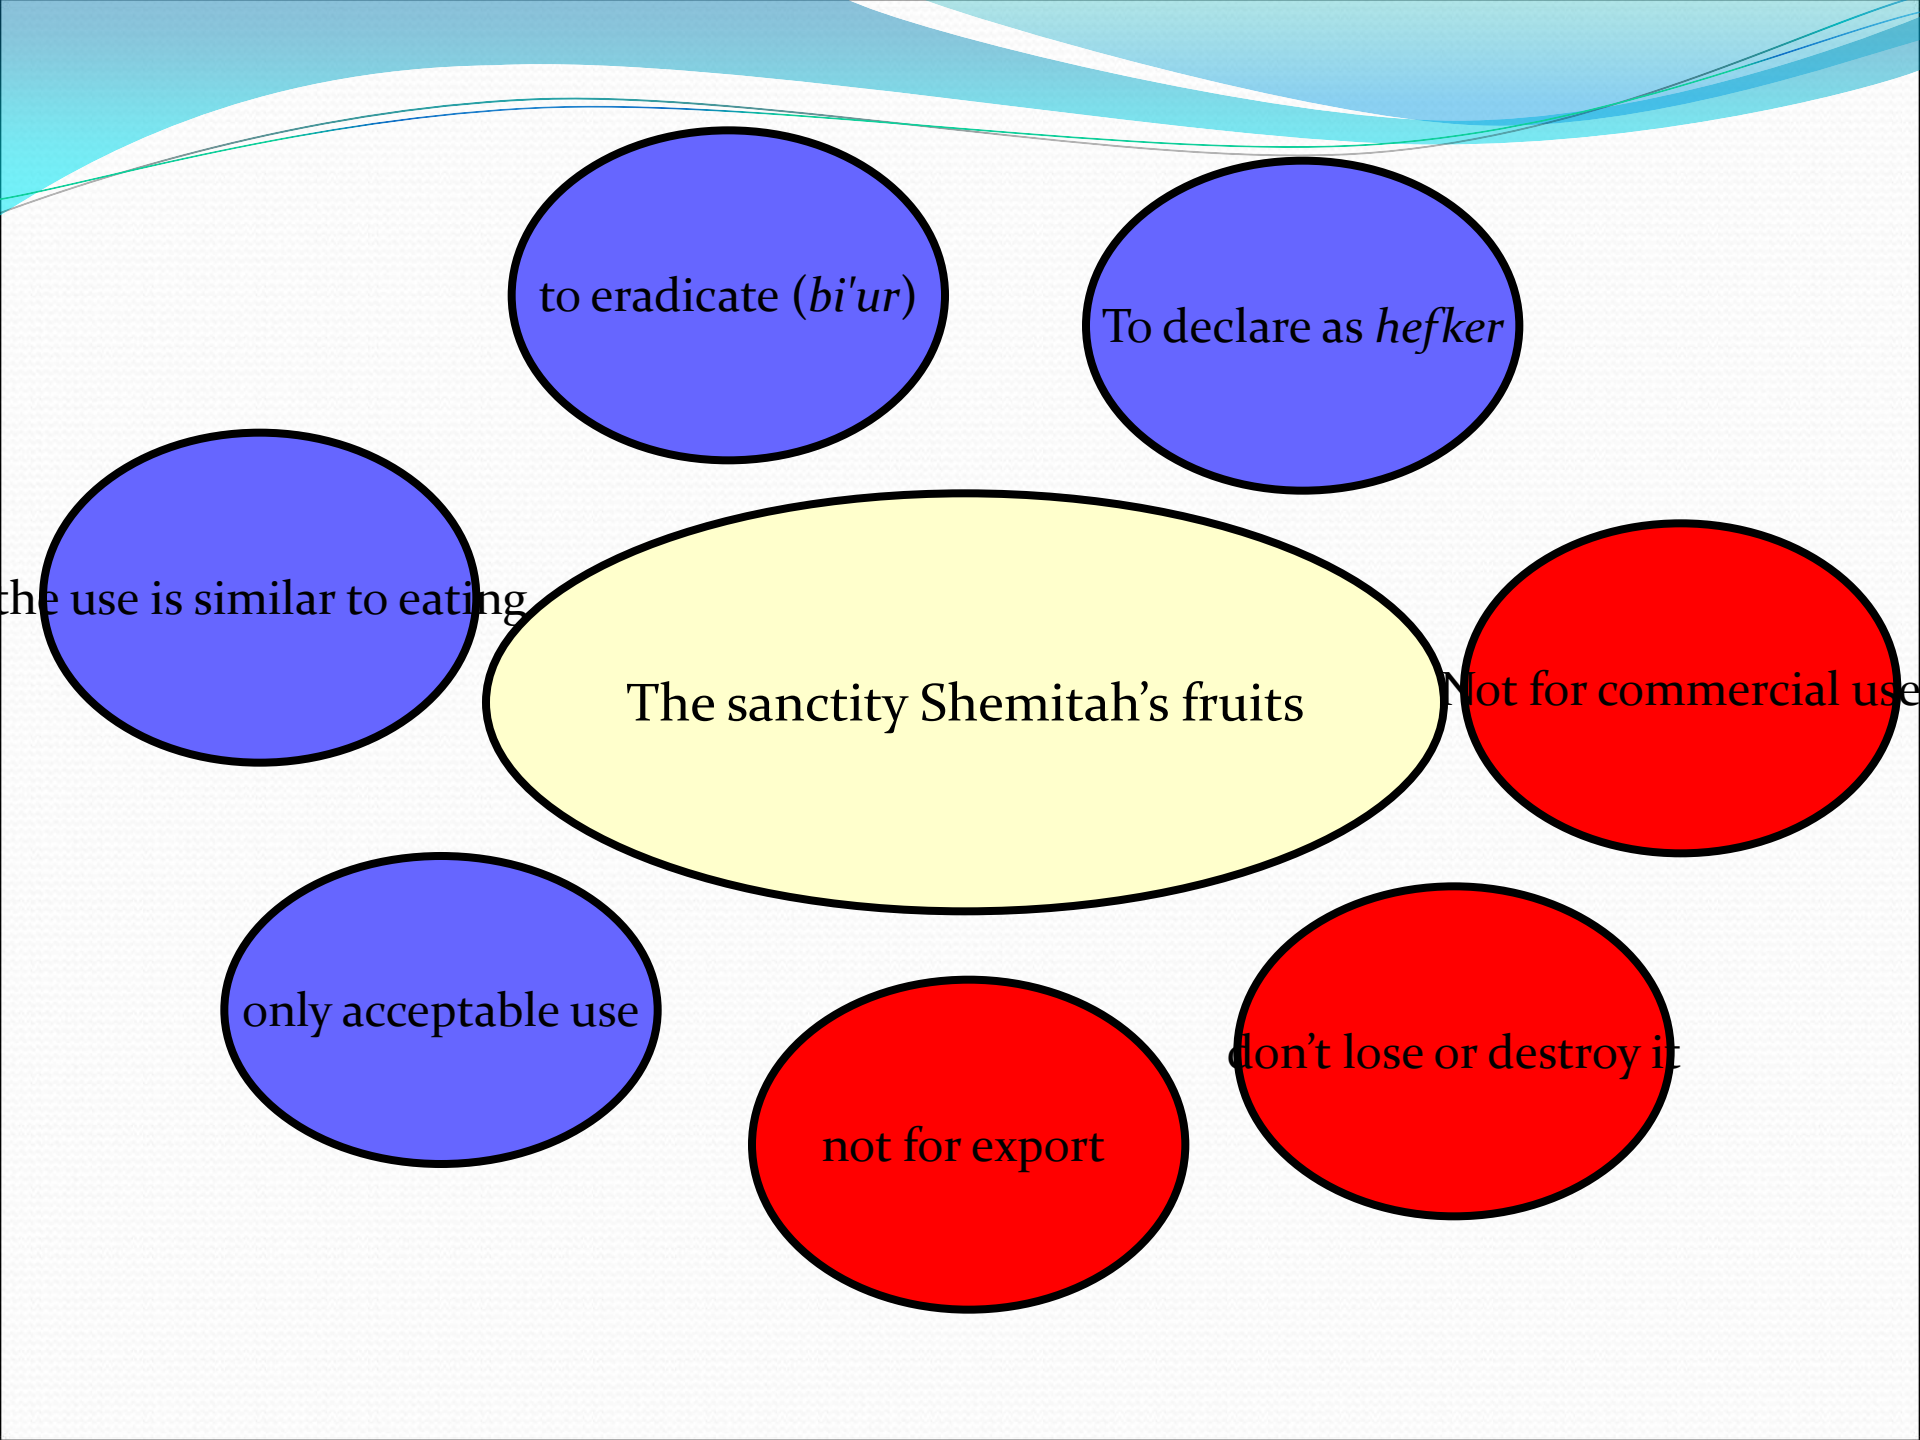 to eradicate (bi'ur)
To declare as hefker
the use is similar to eating
The sanctity Shemitah’s fruits
Not for commercial use
only acceptable use
don’t lose or destroy it
not for export